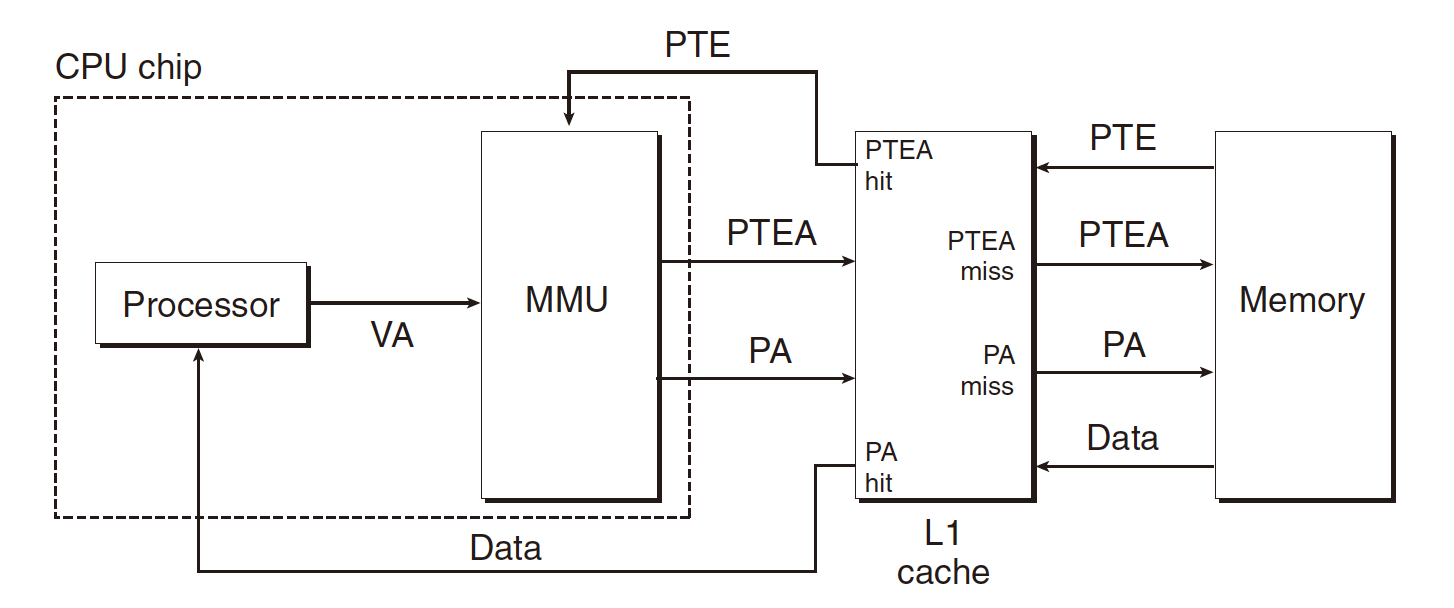 PTE
CPU chip
PTEA
hit
PTE
PTEA
PTEA
miss
PTEA
Processor
VA
MMU
Memory
PA
PA
miss
PA
PA
hit
Data
Data
L1
cache